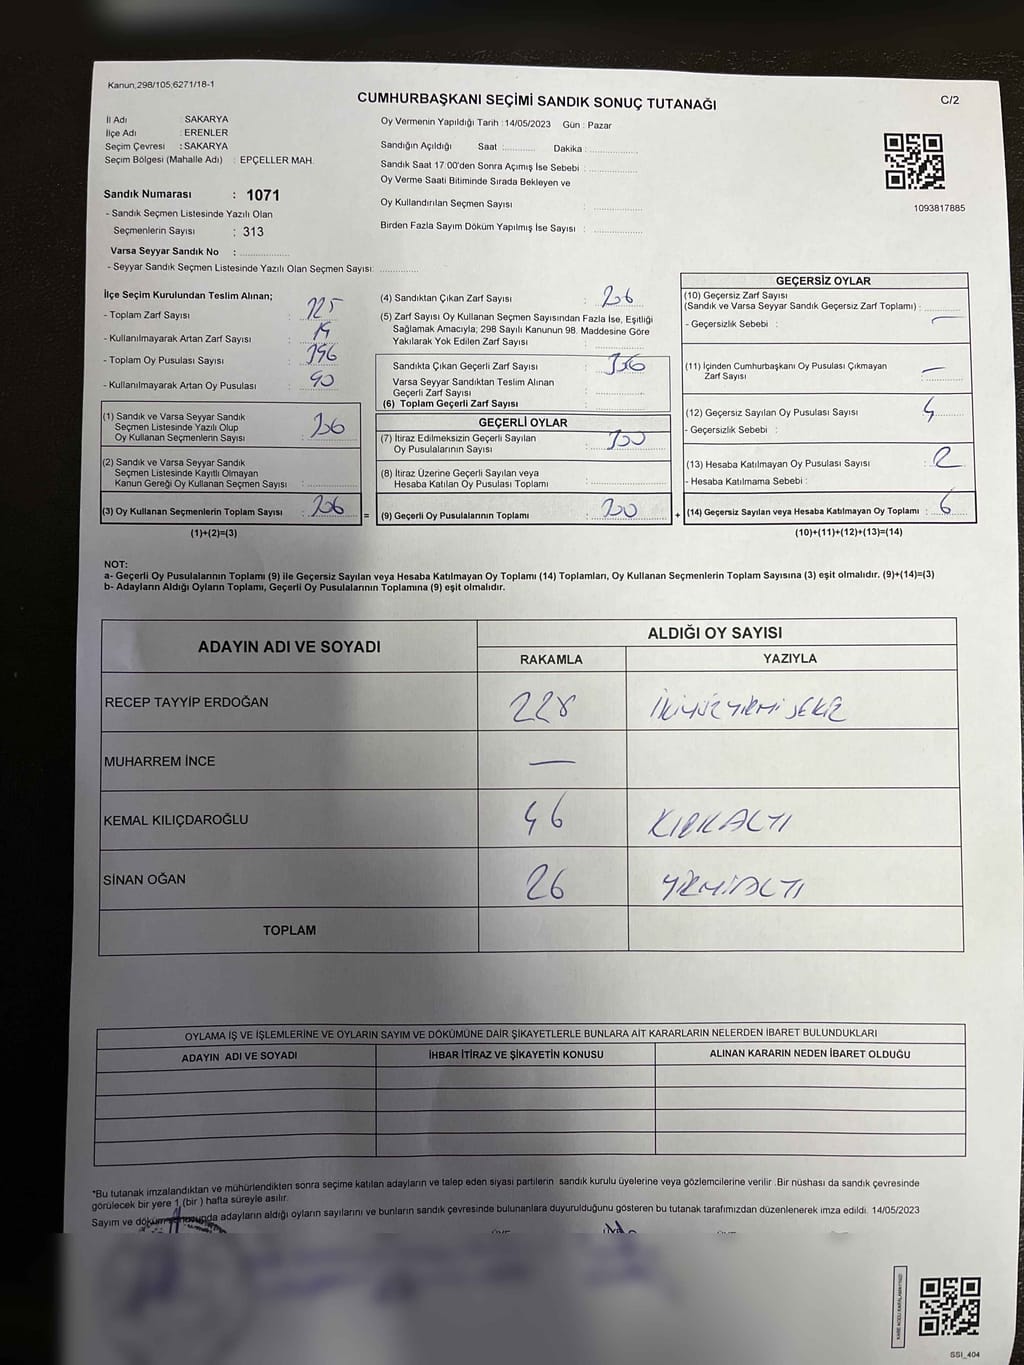 Kanun;298/105;6271/18-1
CUMHURBAŞKANI SEÇİMİ SANDIK SONUÇ TUTANAĞI
C/2
İl Adı : SAKARYA
İlçe Adı : ERENLER
Seçim Çevresi : SAKARYA
Seçim Bölgesi (Mahalle Adı) : EPÇELLER MAH.
Oy Vermenin Yapıldığı Tarih :14/05/2023 Gün : Pazar
Sandığın Açıldığı Saat :............ Dakika :................
Sandık Saat 17:00'den Sonra Açımış İse Sebebi :................
Oy Verme Saati Bitiminde Sırada Bekleyen ve
Oy Kullandırılan Seçmen Sayısı : ................
Birden Fazla Sayım Döküm Yapılmış İse Sayısı : ................
1093817885
Sandık Numarası : 1071
- Sandık Seçmen Listesinde Yazılı Olan
Seçmenlerin Sayısı : 313
Varsa Seyyar Sandık No : ................
- Seyyar Sandık Seçmen Listesinde Yazılı Olan Seçmen Sayısı: ............
İlçe Seçim Kurulundan Teslim Alınan;
- Toplam Zarf Sayısı : 325
- Kullanılmayarak Artan Zarf Sayısı : 19
- Toplam Oy Pusulası Sayısı : 396
- Kullanılmayarak Artan Oy Pusulası : 90
(1) Sandık ve Varsa Seyyar Sandık
Seçmen Listesinde Yazılı Olup
Oy Kullanan Seçmenlerin Sayısı : 306
(2) Sandık ve Varsa Seyyar Sandık
Seçmen Listesinde Kayıtlı Olmayan
Kanun Gereği Oy Kullanan Seçmen Sayısı : ............
(3) Oy Kullanan Seçmenlerin Toplam Sayısı : 306 =
(1)+(2)=(3)
(4) Sandıktan Çıkan Zarf Sayısı : 306
(5) Zarf Sayısı Oy Kullanan Seçmen Sayısından Fazla İse, Eşitliği
Sağlamak Amacıyla; 298 Sayılı Kanunun 98. Maddesine Göre
Yakılarak Yok Edilen Zarf Sayısı : ............
Sandıkta Çıkan Geçerli Zarf Sayısı : 306
Varsa Seyyar Sandıktan Teslim Alınan
Geçerli Zarf Sayısı : ............
(6) Toplam Geçerli Zarf Sayısı : ............
GEÇERLİ OYLAR
(7) İtiraz Edilmeksizin Geçerli Sayılan
Oy Pusulalarının Sayısı : 300
(8) İtiraz Üzerine Geçerli Sayılan veya
Hesaba Katılan Oy Pusulası Toplamı : ............
(9) Geçerli Oy Pusulalarının Toplamı : 300 +
GEÇERSİZ OYLAR
(10) Geçersiz Zarf Sayısı
(Sandık ve Varsa Seyyar Sandık Geçersiz Zarf Toplamı) : ............
- Geçersizlik Sebebi : —
(11) İçinden Cumhurbaşkanı Oy Pusulası Çıkmayan
Zarf Sayısı : —
(12) Geçersiz Sayılan Oy Pusulası Sayısı : 4
- Geçersizlik Sebebi :
(13) Hesaba Katılmayan Oy Pusulası Sayısı : 2
- Hesaba Katılmama Sebebi :
(14) Geçersiz Sayılan veya Hesaba Katılmayan Oy Toplamı : 6
(10)+(11)+(12)+(13)=(14)
NOT:
a- Geçerli Oy Pusulalarının Toplamı (9) ile Geçersiz Sayılan veya Hesaba Katılmayan Oy Toplamı (14) Toplamları, Oy Kullanan Seçmenlerin Toplam Sayısına (3) eşit olmalıdır. (9)+(14)=(3)
b- Adayların Aldığı Oyların Toplamı, Geçerli Oy Pusulalarının Toplamına (9) eşit olmalıdır.
ADAYIN ADI VE SOYADI
ALDIĞI OY SAYISI
RAKAMLA YAZIYLA
RECEP TAYYİP ERDOĞAN 228 İKİYÜZYİRMİSEKİZ
MUHARREM İNCE —
KEMAL KILIÇDAROĞLU 46 KIRKALTI
SİNAN OĞAN 26 YİRMİALTI
TOPLAM
OYLAMA İŞ VE İŞLEMLERİNE VE OYLARIN SAYIM VE DÖKÜMÜNE DAİR ŞİKAYETLERLE BUNLARA AİT KARARLARIN NELERDEN İBARET BULUNDUKLARI
ADAYIN ADI VE SOYADI İHBAR İTİRAZ VE ŞİKAYETİN KONUSU ALINAN KARARIN NEDEN İBARET OLDUĞU
*Bu tutanak imzalandıktan ve mühürlendikten sonra seçime katılan adayların ve talep eden siyasi partilerin sandık kurulu üyelerine veya gözlemcilerine verilir .Bir nüshası da sandık çevresinde
görülecek bir yere 1 (bir ) hafta süreyle asılır.
Sayım ve döküm sonunda adayların aldığı oyların sayılarını ve bunların sandık çevresinde bulunanlara duyurulduğunu gösteren bu tutanak tarafımızdan düzenlenerek imza edildi. 14/05/2023
SSI_404